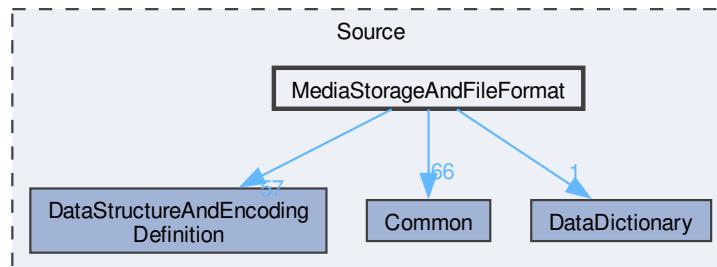 Source
MediaStorageAndFileFormat
57
66
1
DataStructureAndEncoding
Definition
Common
DataDictionary